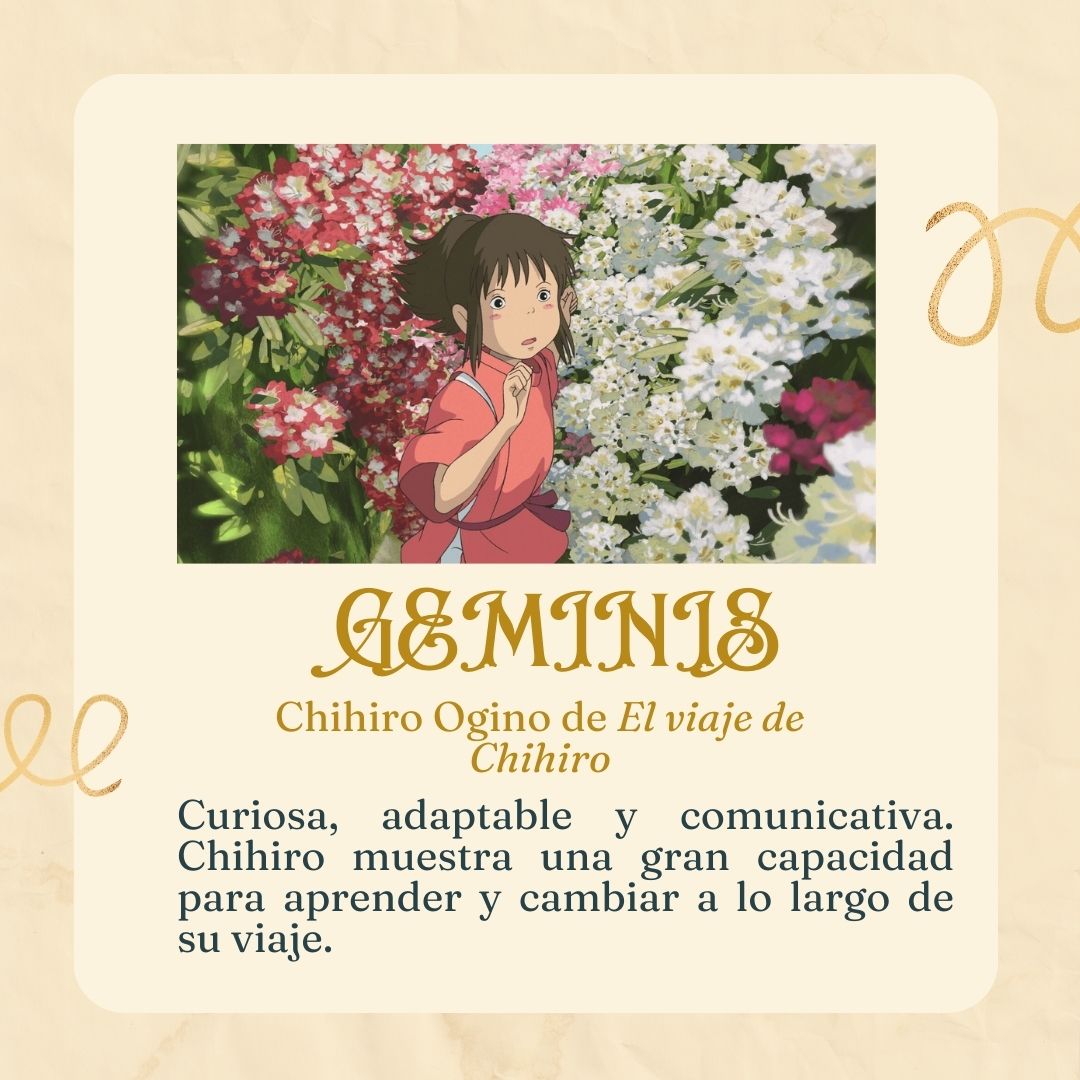 GEMINIS
Chihiro Ogino de El viaje de
Chihiro
Curiosa, adaptable y comunicativa.
Chihiro muestra una gran capacidad
para aprender y cambiar a lo largo de
su viaje.